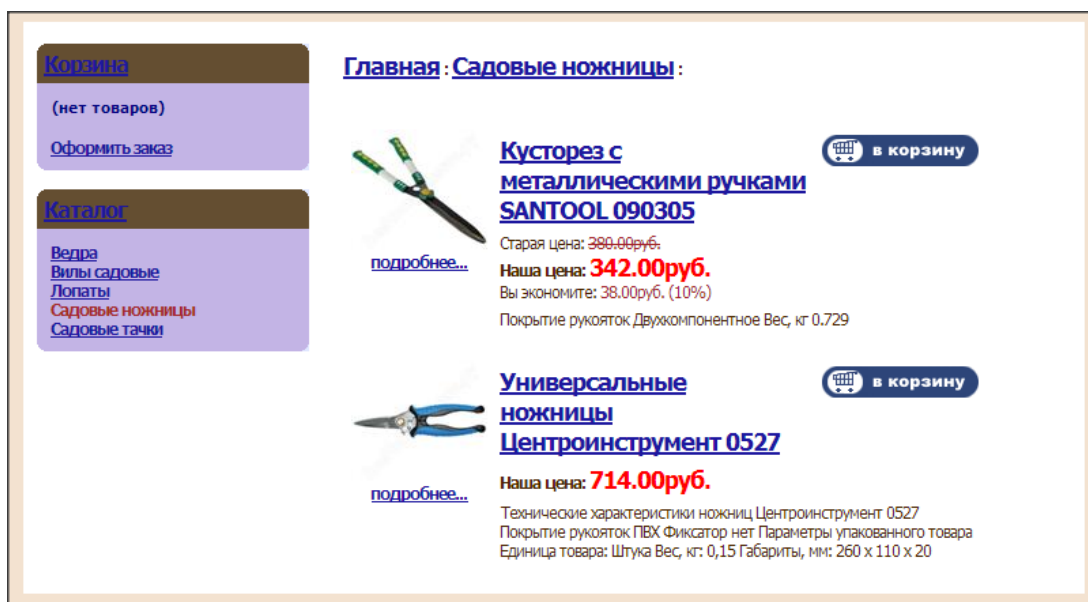 Корзина
(нет товаров)
Оформить заказ
Каталог
Ведра
Вилы садовые
Лопаты
Садовые ножницы
Садовые тачки
Главная : Садовые ножницы :
Кусторез с
металлическими ручками
SANTOOL 090305
в корзину
подробнее...
Старая цена: 380.00руб.
Наша цена: 342.00руб.
Вы экономите: 38.00руб. (10%)
Покрытие рукояток Двухкомпонентное Вес, кг 0.729
Универсальные
ножницы
Центроинструмент 0527
в корзину
подробнее...
Наша цена: 714.00руб.
Технические характеристики ножниц Центроинструмент 0527
Покрытие рукояток ПВХ Фиксатор нет Параметры упакованного товара
Единица товара: Штука Вес, кг: 0,15 Габариты, мм: 260 x 110 x 20